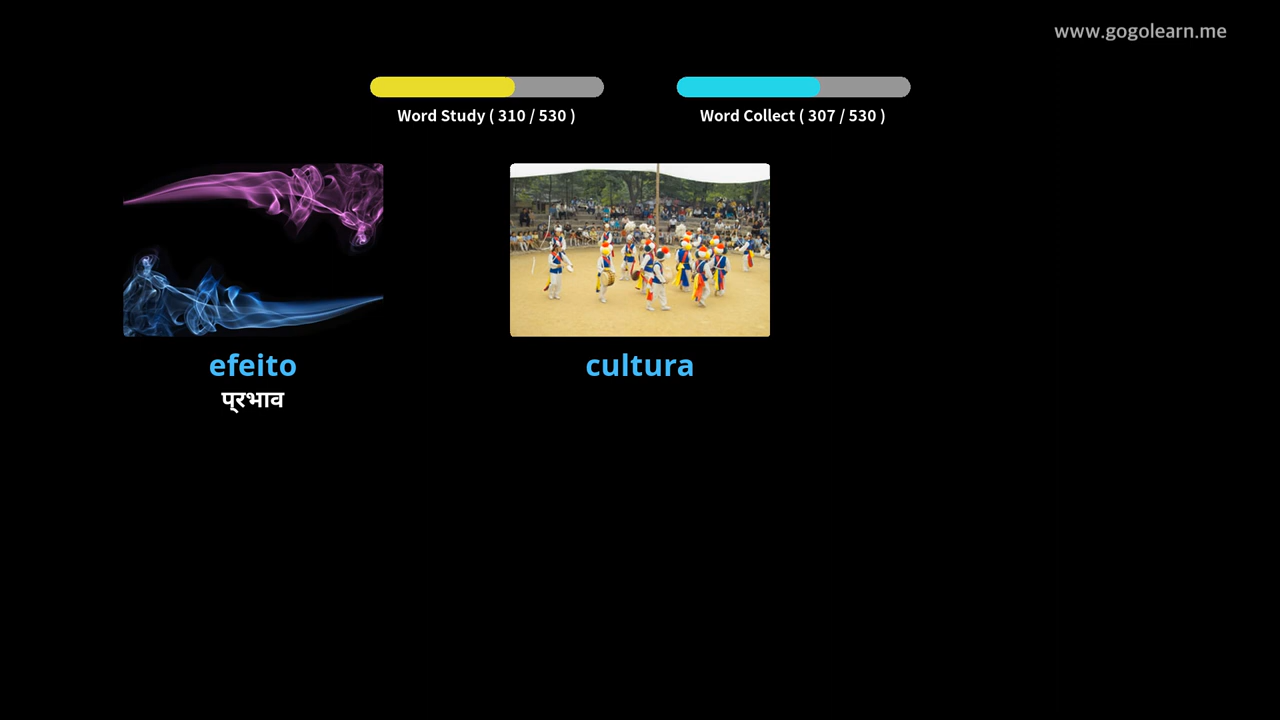 www.gogolearn.me
Word Study ( 310 / 530 )
Word Collect ( 307 / 530 )
efeito
cultura
प्रभाव